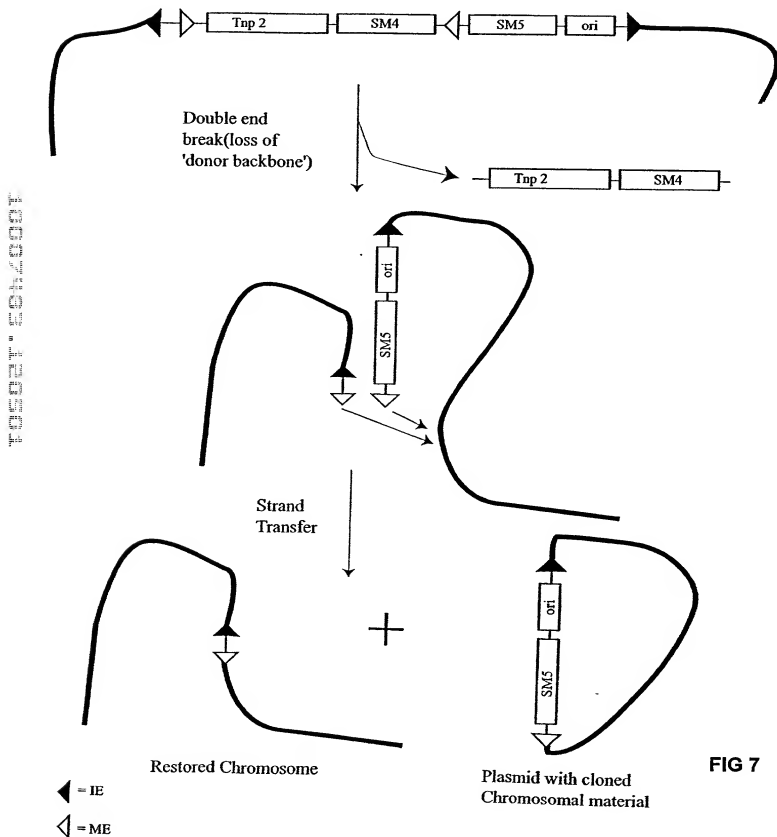 Tnp 2 SM4 SM5 ori
Double end
break(loss of
'donor backbone')
Tnp 2 SM4
ori
SM5
Strand
Transfer
+
ori
SM5
Restored Chromosome
Plasmid with cloned
Chromosomal material
FIG 7
= IE
= ME